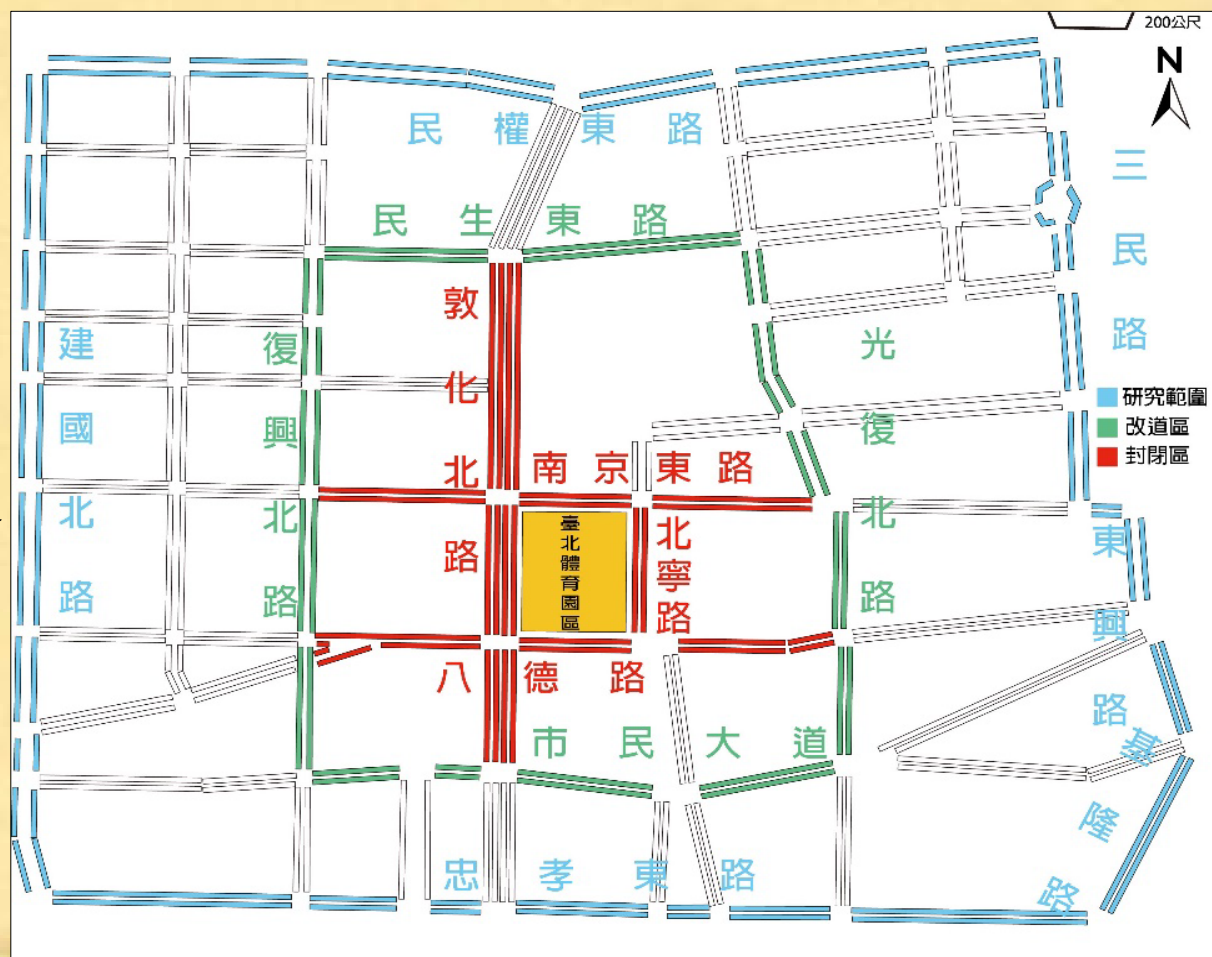 200公尺
N
民權東路
民生東路
三民路
敦化北路
建國北路
復興北路
光復北路
研究範圍
改道區
封閉區
南京東路
臺北體育園區
北寧路
東興路
八德路
市民大道
基隆路
忠孝東路